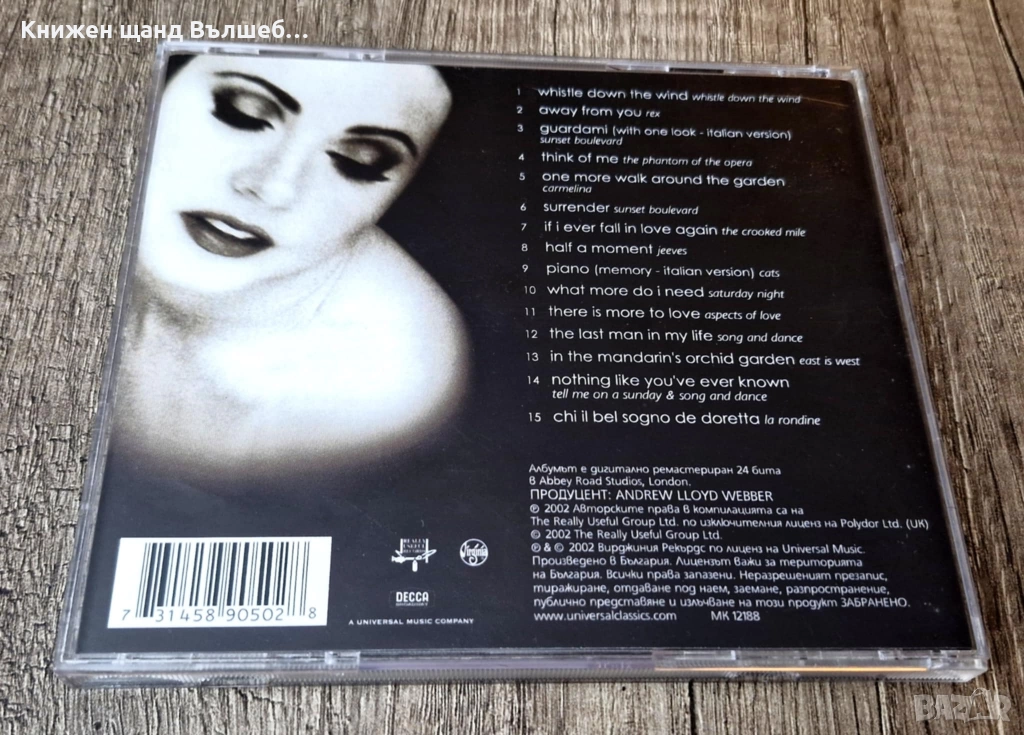 Книжен щанд Вълшеб...
1 whistle down the wind whistle down the wind
2 away from you rex
3 guardami (with one look - italian version)
sunset boulevard
4 think of me the phantom of the opera
5 one more walk around the garden
carmelina
6 surrender sunset boulevard
7 if i ever fall in love again the crooked mile
8 half a moment jeeves
9 piano (memory - italian version) cats
10 what more do i need saturday night
11 there is more to love aspects of love
12 the last man in my life song and dance
13 in the mandarin's orchid garden east is west
14 nothing like you've ever known
tell me on a sunday & song and dance
15 chi il bel sogno de doretta la rondine
Албумът е дигитално ремастериран 24 бита
в Abbey Road Studios, London.
ПРОДУЦЕНТ: ANDREW LLOYD WEBBER
℗ 2002 Авторските права в компилацията са на
The Really Useful Group Ltd. по изключителния лиценз на Polydor Ltd. (UK)
© 2002 The Really Useful Group Ltd.
℗ & © 2002 Вирджиния Рекърдс по лиценз на Universal Music.
Произведено в България. Лицензът важи за територията
на България. Всички права запазени. Неразрешеният презапис,
тиражиране, отдаване под наем, заемане, разпространение,
публично представяне и излъчване на този продукт ЗАБРАНЕНО.
www.universalclassics.com МК 12188
REALLY
USEFUL
RECORDS
Virginia
DECCA
A UNIVERSAL MUSIC COMPANY
7 31458 90502 8
BAZAR